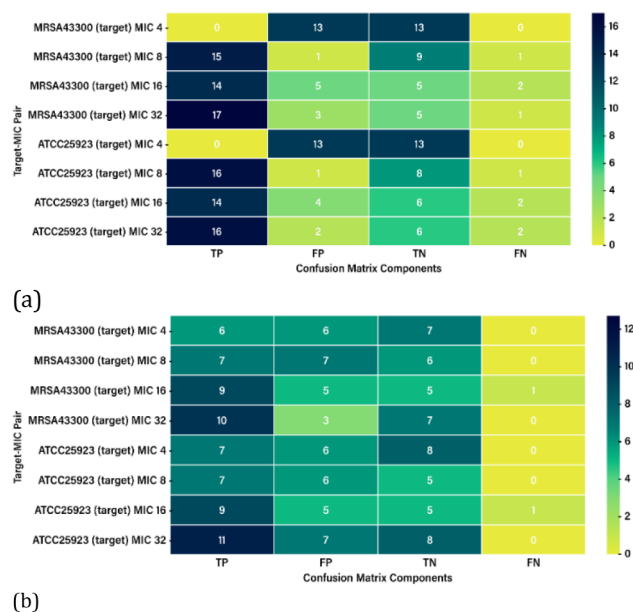 MRSA43300 (target) MIC 4 0 13 13 0
MRSA43300 (target) MIC 8 15 1 9 1
MRSA43300 (target) MIC 16 14 5 5 2
MRSA43300 (target) MIC 32 17 3 5 1
ATCC25923 (target) MIC 4 0 13 13 0
ATCC25923 (target) MIC 8 16 1 8 1
ATCC25923 (target) MIC 16 14 4 6 2
ATCC25923 (target) MIC 32 16 2 6 2
TP FP TN FN
Confusion Matrix Components
Target-MIC Pair
16
14
12
10
8
6
4
2
0
(a)
MRSA43300 (target) MIC 4 6 6 7 0
MRSA43300 (target) MIC 8 7 7 6 0
MRSA43300 (target) MIC 16 9 5 5 1
MRSA43300 (target) MIC 32 10 3 7 0
ATCC25923 (target) MIC 4 7 6 8 0
ATCC25923 (target) MIC 8 7 6 5 0
ATCC25923 (target) MIC 16 9 5 5 1
ATCC25923 (target) MIC 32 11 7 8 0
TP FP TN FN
Confusion Matrix Components
Target-MIC Pair
12
10
8
6
4
2
0
(b)